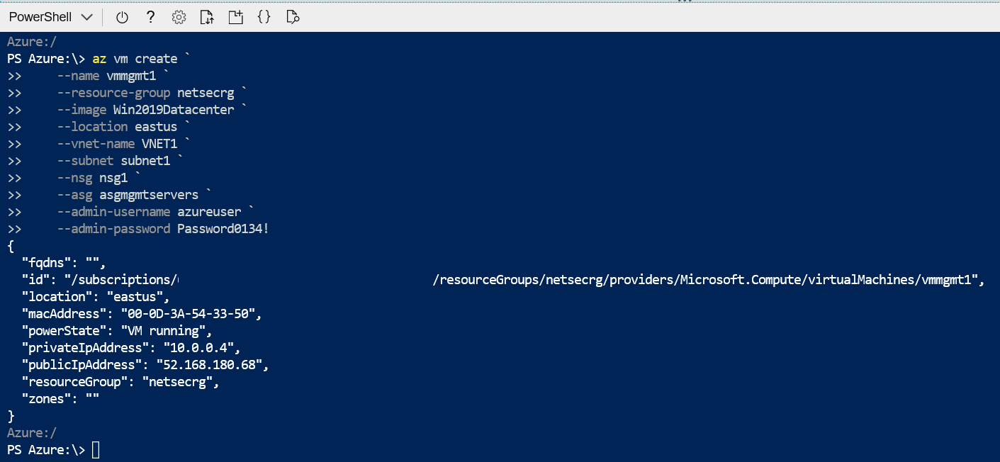 PowerShell
Azure:/
PS Azure:\> az vm create `
>>     --name vmmgmt1 `
>>     --resource-group netsecrg `
>>     --image Win2019Datacenter `
>>     --location eastus `
>>     --vnet-name VNET1 `
>>     --subnet subnet1 `
>>     --nsg nsg1 `
>>     --asg asgmgmtservers `
>>     --admin-username azureuser `
>>     --admin-password Password0134!
{
  "fqdns": "",
  "id": "/subscriptions/ /resourceGroups/netsecrg/providers/Microsoft.Compute/virtualMachines/vmmgmt1",
  "location": "eastus",
  "macAddress": "00-0D-3A-54-33-50",
  "powerState": "VM running",
  "privateIpAddress": "10.0.0.4",
  "publicIpAddress": "52.168.180.68",
  "resourceGroup": "netsecrg",
  "zones": ""
}
Azure:/
PS Azure:\>